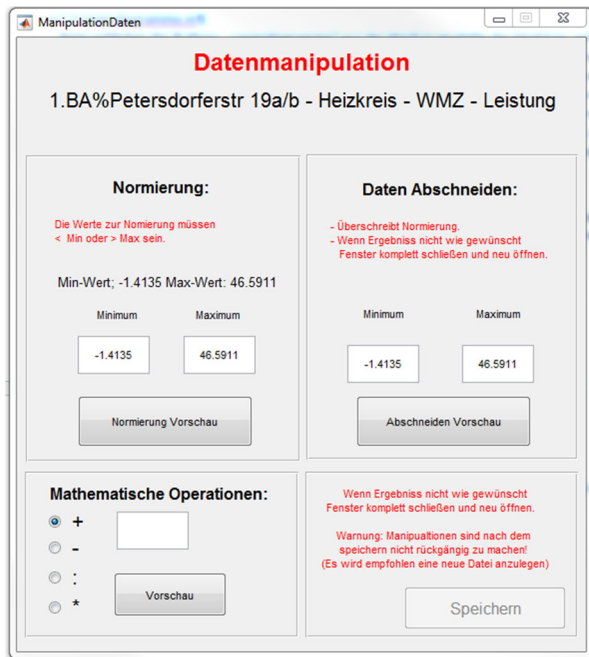 ManipulationDaten
Datenmanipulation
1.BA%Petersdorferstr 19a/b - Heizkreis - WMZ - Leistung
Normierung:
Die Werte zur Nomierung müssen
< Min oder > Max sein.
Min-Wert; -1.4135 Max-Wert: 46.5911
Minimum Maximum
-1.4135 46.5911
Normierung Vorschau
Daten Abschneiden:
- Überschreibt Normierung.
- Wenn Ergebniss nicht wie gewünscht
Fenster komplett schließen und neu öffnen.
Minimum Maximum
-1.4135 46.5911
Abschneiden Vorschau
Mathematische Operationen:
+
-
:
*
Vorschau
Wenn Ergebniss nicht wie gewünscht
Fenster komplett schließen und neu öffnen.
Warnung: Manipualtionen sind nach dem
speichern nicht rückgängig zu machen!
(Es wird empfohlen eine neue Datei anzulegen)
Speichern